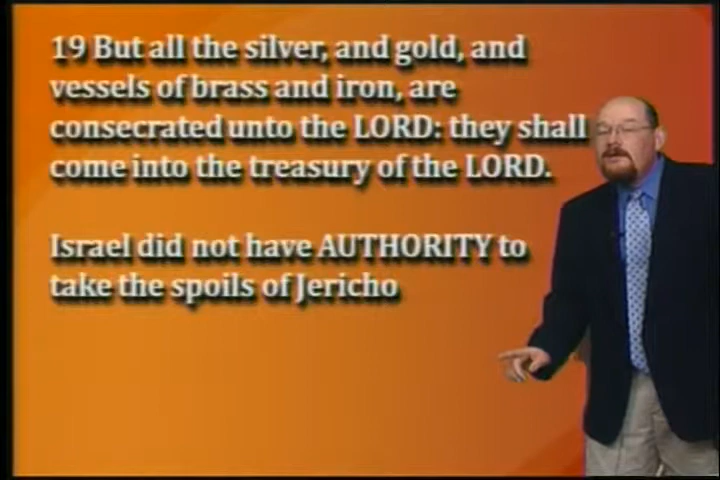 19 But all the silver, and gold, and
vessels of brass and iron, are
consecrated unto the LORD: they shall
come into the treasury of the LORD.
Israel did not have AUTHORITY to
take the spoils of Jericho